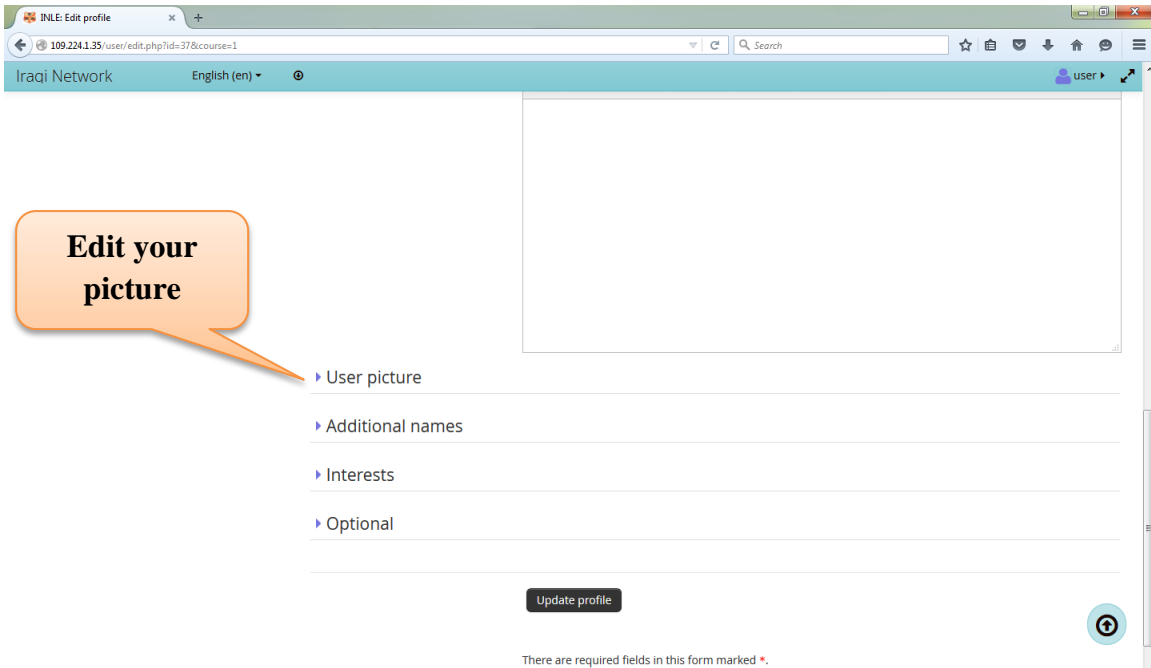 INLE: Edit profile
109.224.1.35/user/edit.php?id=37&course=1
Search
Iraqi Network
English (en)
user
Edit your
picture
User picture
Additional names
Interests
Optional
Update profile
There are required fields in this form marked *.